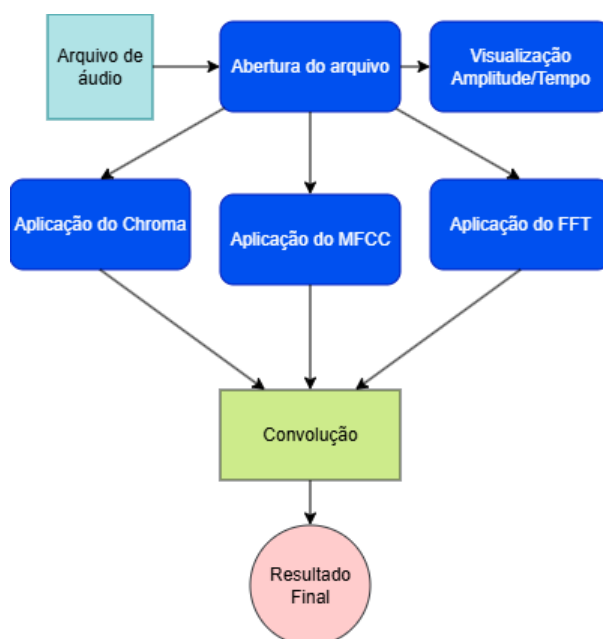 Arquivo de
áudio
Abertura do arquivo
Visualização
Amplitude/Tempo
Aplicação do Chroma
Aplicação do MFCC
Aplicação do FFT
Convolução
Resultado
Final